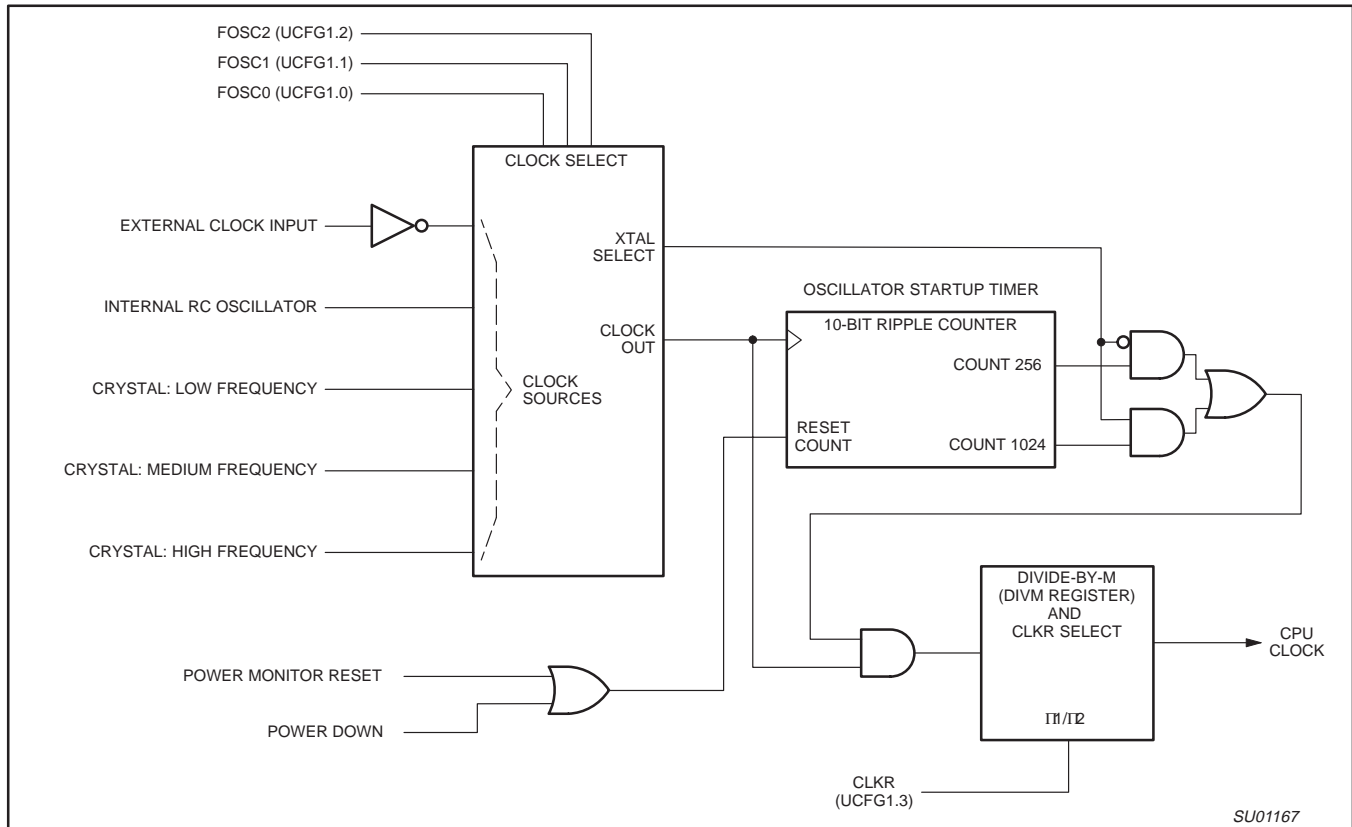 FOSC2 (UCFG1.2)
FOSC1 (UCFG1.1)
FOSC0 (UCFG1.0)
CLOCK SELECT
EXTERNAL CLOCK INPUT
XTAL
SELECT
INTERNAL RC OSCILLATOR
OSCILLATOR STARTUP TIMER
10-BIT RIPPLE COUNTER
CLOCK
OUT
COUNT 256
CRYSTAL: LOW FREQUENCY
CLOCK
SOURCES
RESET
COUNT
COUNT 1024
CRYSTAL: MEDIUM FREQUENCY
CRYSTAL: HIGH FREQUENCY
DIVIDE-BY-M
(DIVM REGISTER)
AND
CLKR SELECT
CPU
CLOCK
POWER MONITOR RESET
POWER DOWN
CLKR
(UCFG1.3)
SU01167